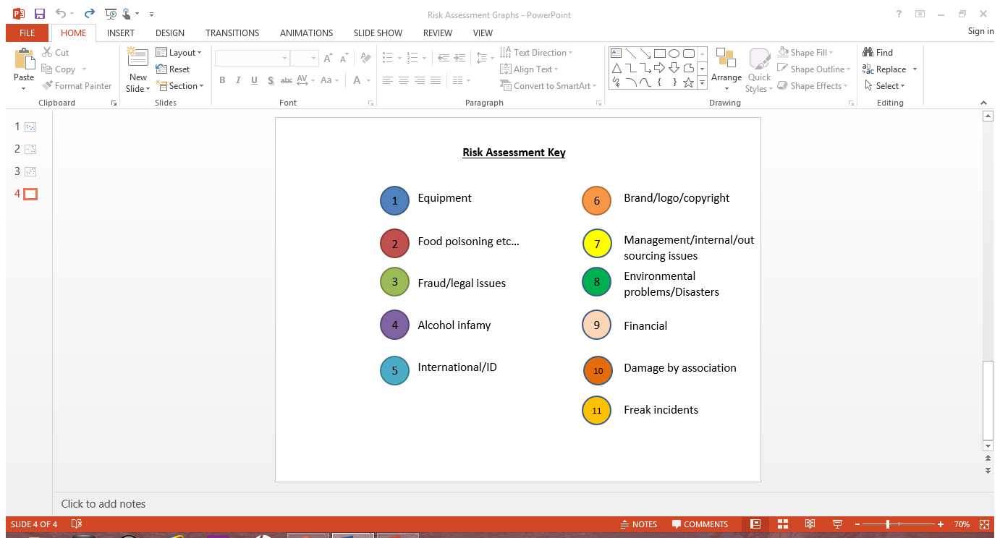 Risk Assessment Graphs - PowerPoint
?
FILE
HOME
INSERT
DESIGN
TRANSITIONS
ANIMATIONS
SLIDE SHOW
REVIEW
VIEW
Sign in
Paste
Cut
Copy
Format Painter
Clipboard
New
Slide
Layout
Reset
Section
Slides
B I U S abc AV Aa A
Font
Text Direction
Align Text
Convert to SmartArt
Paragraph
Arrange
Quick
Styles
Shape Fill
Shape Outline
Shape Effects
Drawing
Find
Replace
Select
Editing
1
2
3
4
Risk Assessment Key
1 Equipment
2 Food poisoning etc...
3 Fraud/legal issues
4 Alcohol infamy
5 International/ID
6 Brand/logo/copyright
7 Management/internal/out
sourcing issues
8 Environmental
problems/Disasters
9 Financial
10 Damage by association
11 Freak incidents
Click to add notes
SLIDE 4 OF 4
NOTES
COMMENTS
70%